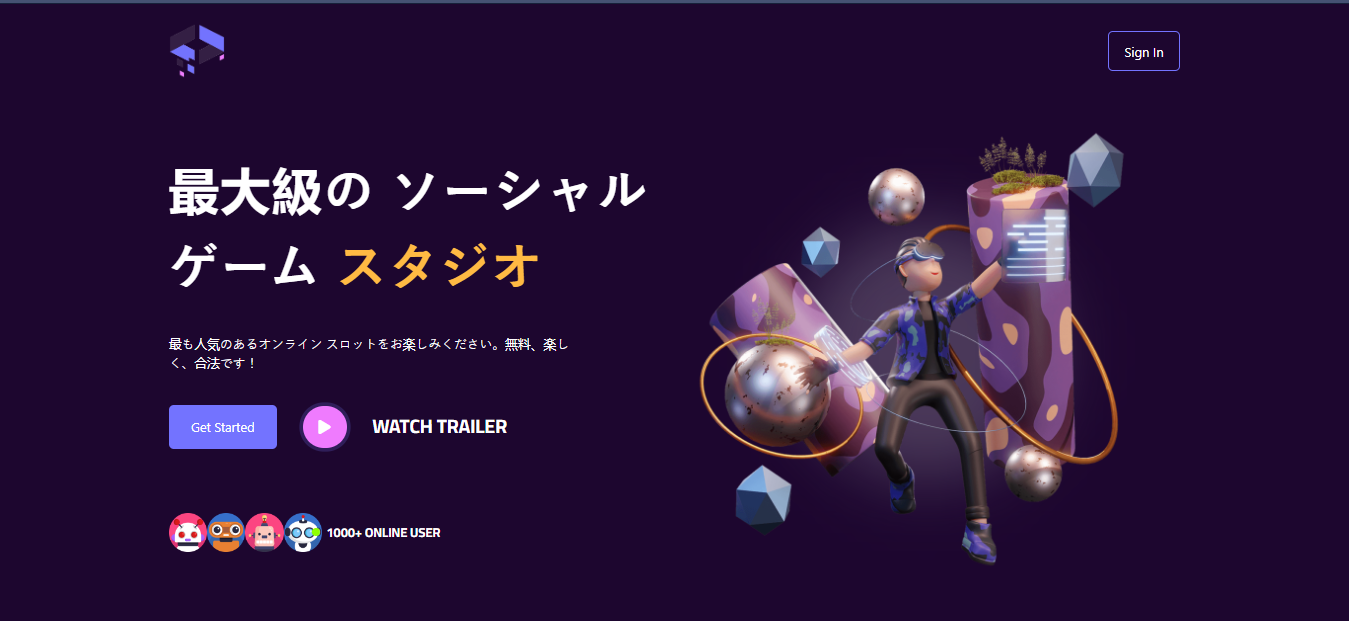 Sign In
最大級の ソーシャル
ゲーム スタジオ
最も人気のあるオンライン スロットをお楽しみください。無料、楽し
く、合法です！
Get Started
WATCH TRAILER
1000+ ONLINE USER